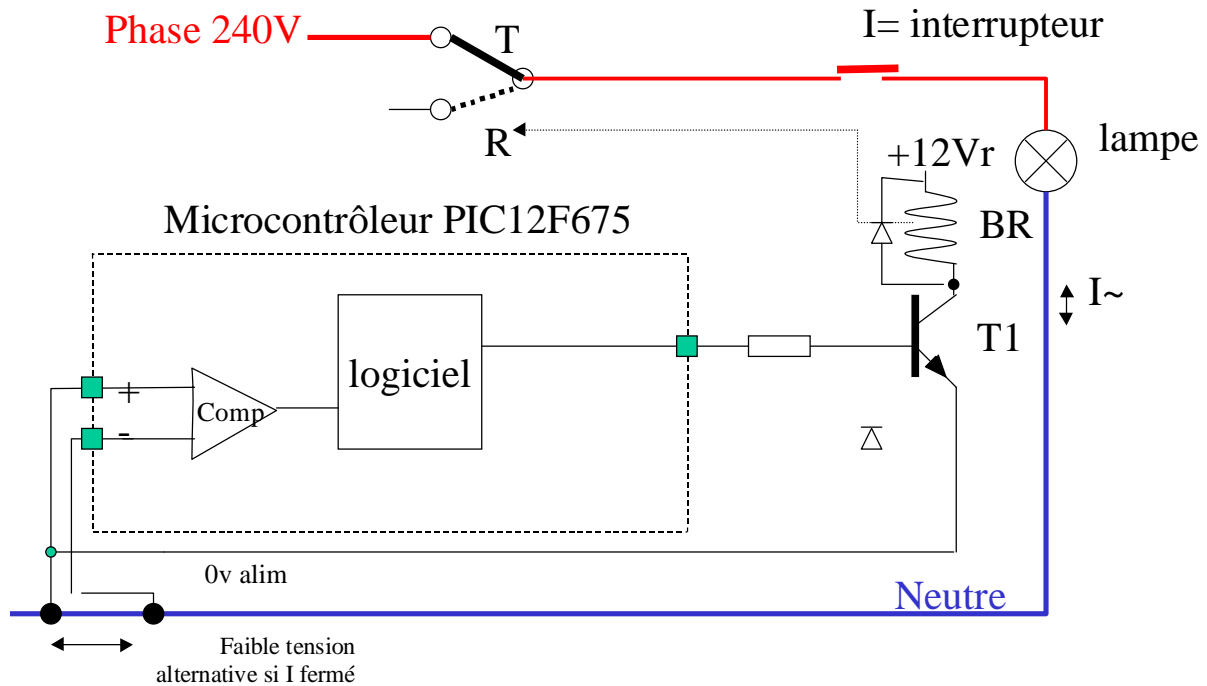 Phase 240V
T
I= interrupteur
R
+12Vr
lampe
Microcontrôleur PIC12F675
BR
I~
T1
logiciel
+
Comp
-
0v alim
Neutre
Faible tension
alternative si I fermé